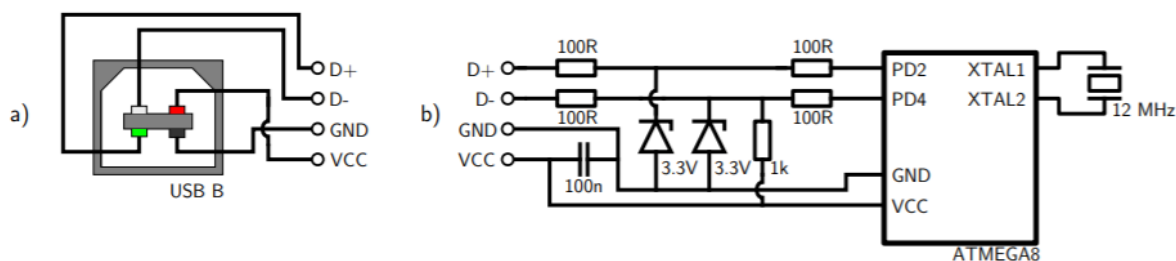 a)
D+
D-
GND
VCC
USB B
b)
D+
D-
GND
VCC
100R
100R
100R
100R
100n
3.3V
3.3V
1k
PD2
PD4
GND
VCC
XTAL1
XTAL2
ATMEGA8
12 MHz